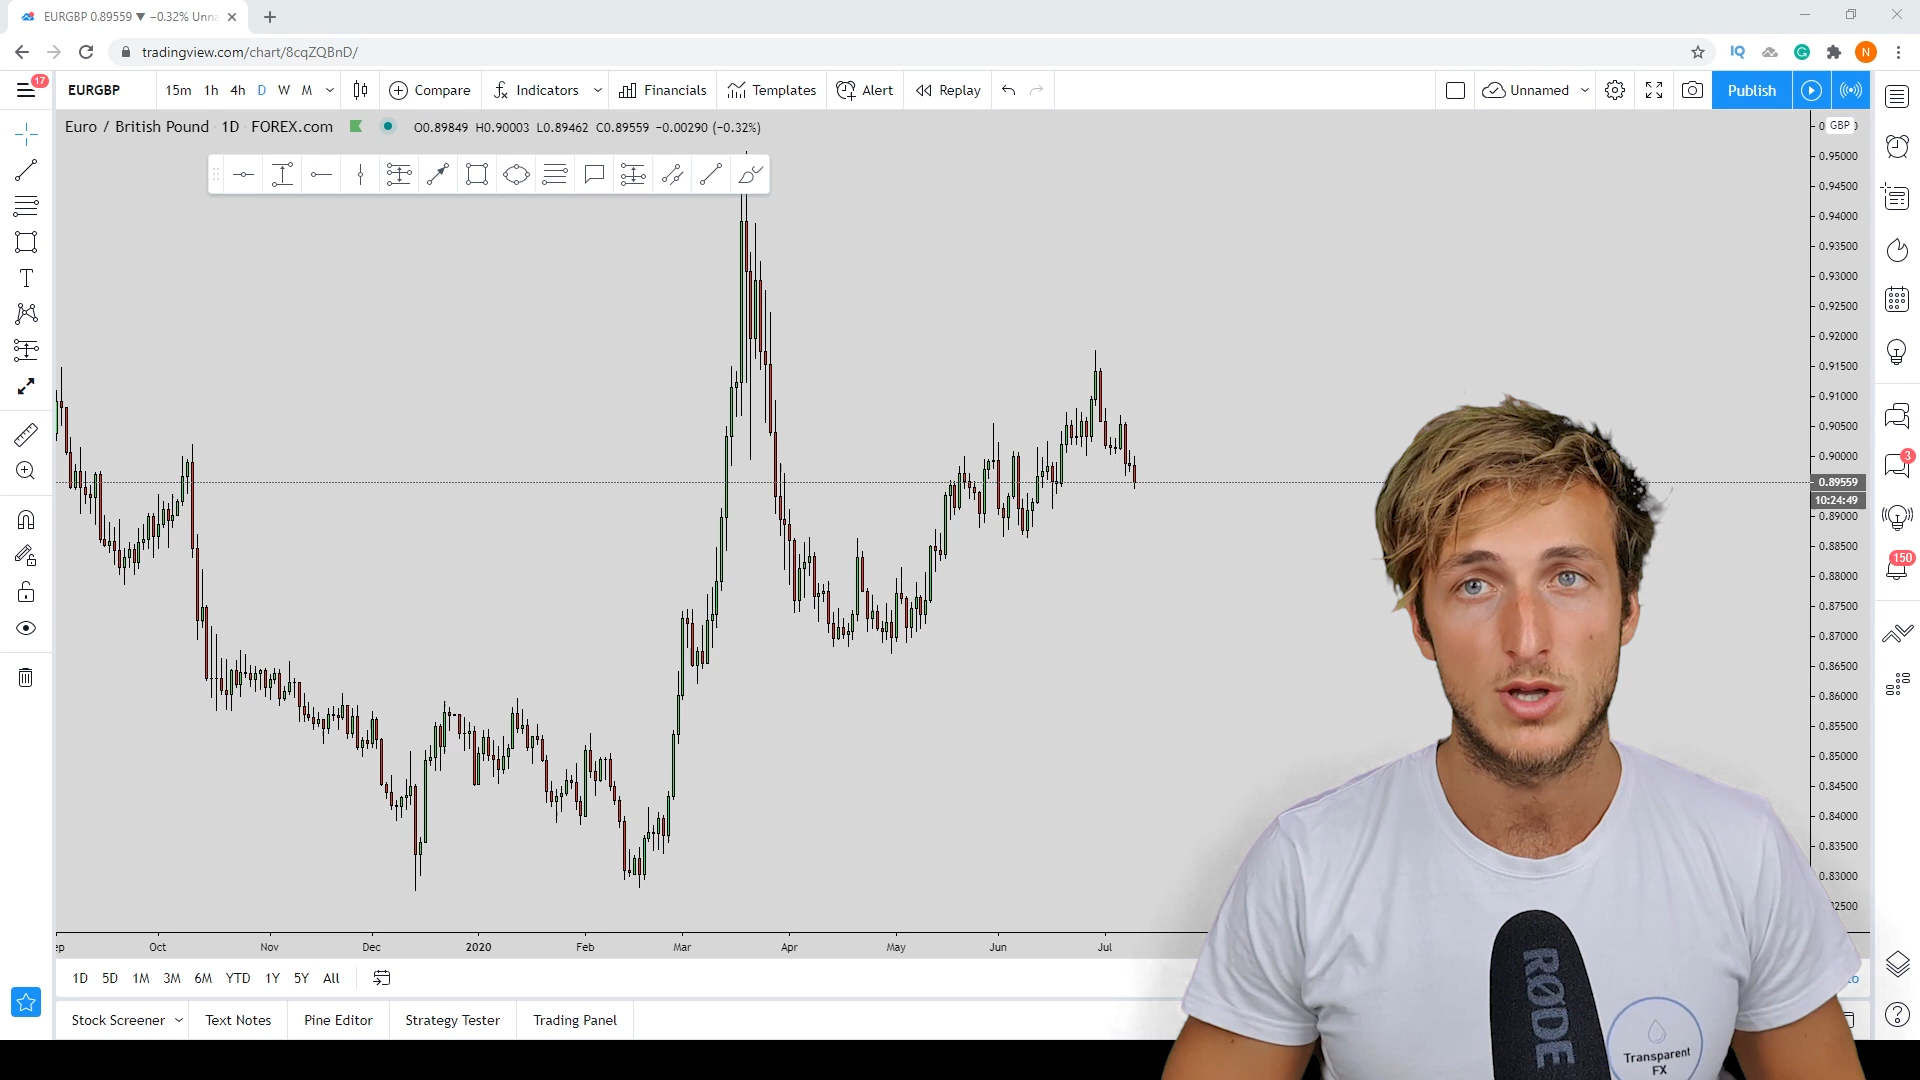 EURGBP 0.89559 ▼ −0.32% Unna
tradingview.com/chart/8cqZQBnD/
IQ
N
17
EURGBP 15m 1h 4h D W M Compare Indicators Financials Templates Alert Replay Unnamed Publish
Euro / British Pound 1D FOREX.com O0.89849 H0.90003 L0.89462 C0.89559 −0.00290 (−0.32%)
GBP
0.95000
0.94500
0.94000
0.93500
0.93000
0.92500
0.92000
0.91500
0.91000
0.90500
0.90000
0.89559
10:24:49
0.89000
0.88500
0.88000
0.87500
0.87000
0.86500
0.86000
0.85500
0.85000
0.84500
0.84000
0.83500
0.83000
2500
3
150
T
Oct Nov Dec 2020 Feb Mar Apr May Jun Jul
1D 5D 1M 3M 6M YTD 1Y 5Y All
Stock Screener Text Notes Pine Editor Strategy Tester Trading Panel
RØDE
Transparent
FX